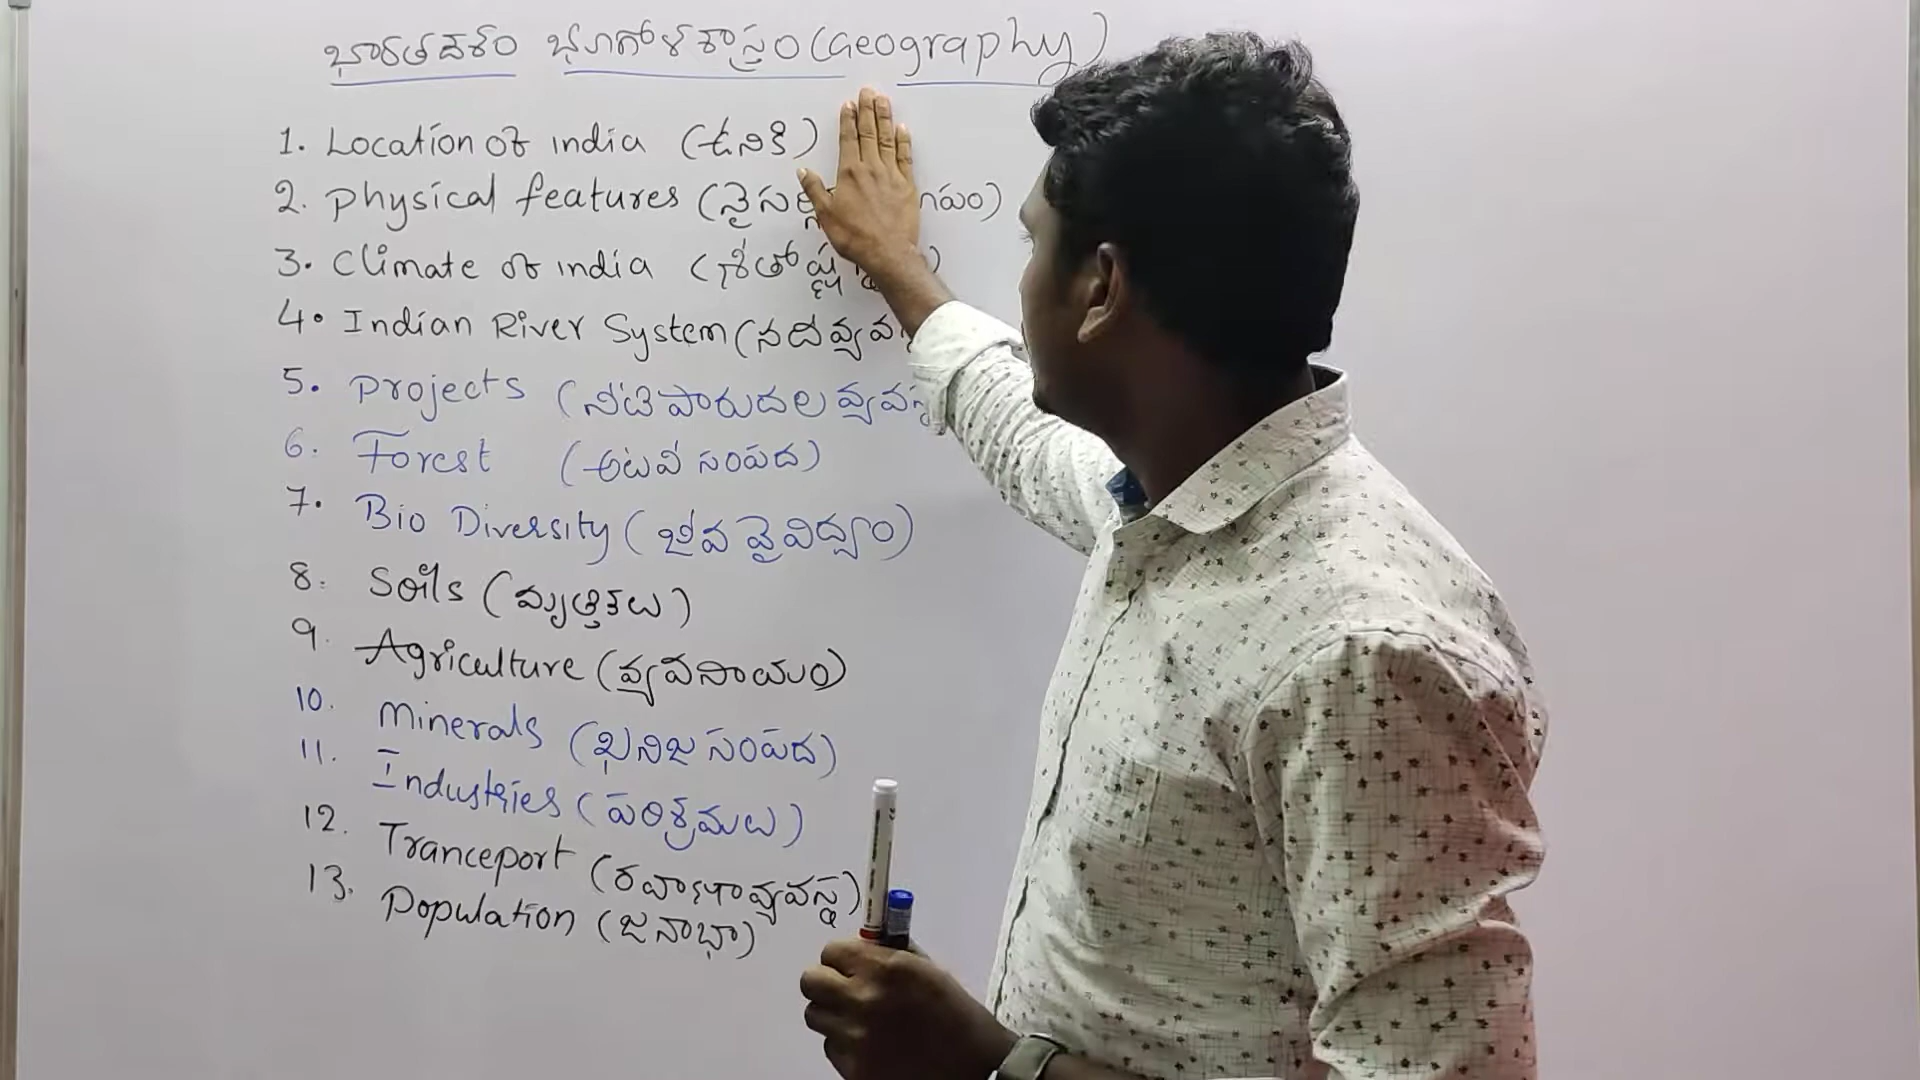 భారతదేశం భూగోళశాస్త్రం (Geography)
1. Location of india (ఉనికి)
2. Physical features (
3. Climate of india (
4. Indian River System (నదీ
5. Projects (నీటి పారుదల
6. Forest (అటవీ సంపద)
7. Bio Diversity (జీవ వైవిధ్యం)
8. Soils (మృత్తికలు)
9. Agriculture (వ్యవసాయం)
10. Minerals (ఖనిజ సంపద)
11. Industries (పరిశ్రమలు)
12. Tranceport (రవాణావ్యవస్థ)
13. Population (జనాభా)